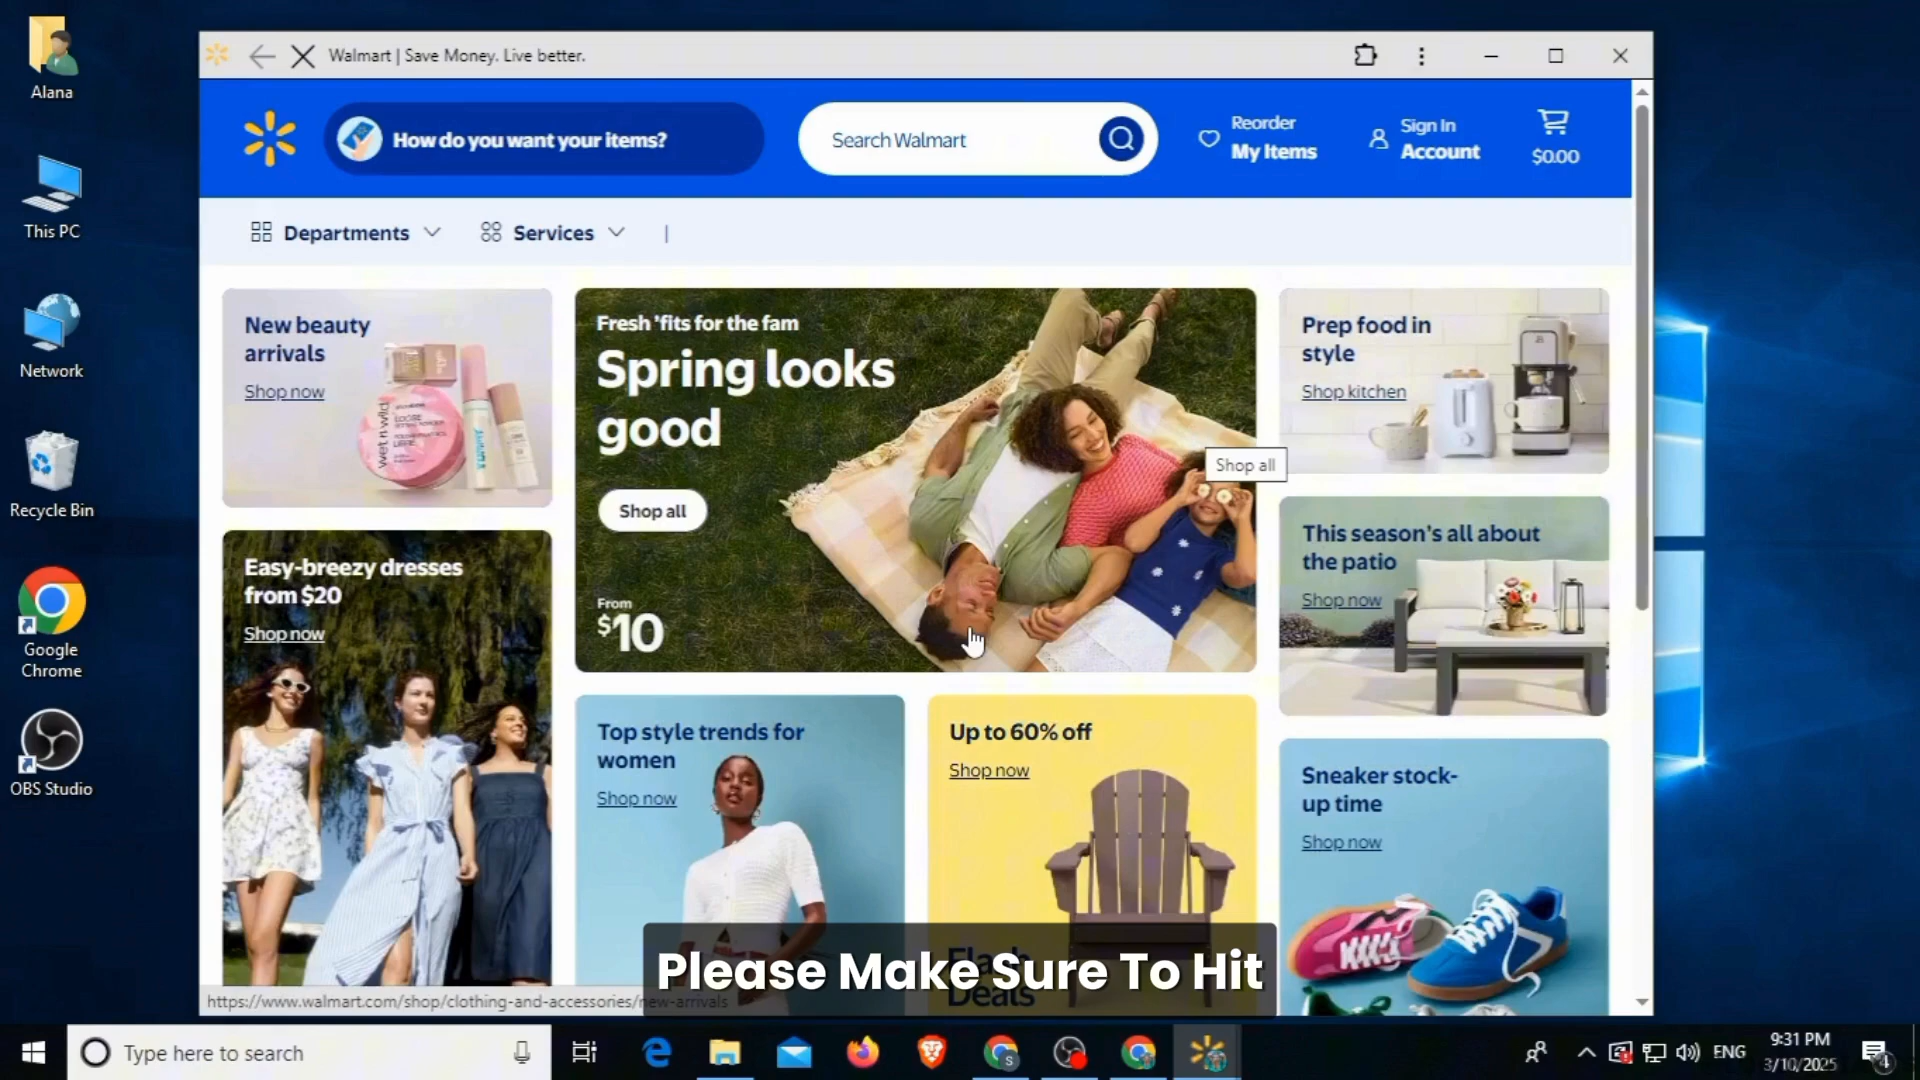 Alana
This PC
Network
Recycle Bin
Google
Chrome
OBS Studio
Walmart | Save Money. Live better.
How do you want your items?
Search Walmart
Reorder
My Items
Sign In
Account
$0.00
Departments
Services
New beauty
arrivals
Shop now
Easy-breezy dresses
from $20
Shop now
Fresh 'fits for the fam
Spring looks
good
Shop all
From
$10
Shop all
Top style trends for
women
Shop now
Up to 60% off
Shop now
Flash
Deals
Prep food in
style
Shop kitchen
This season's all about
the patio
Shop now
Sneaker stock-
up time
Shop now
Please Make Sure To Hit
https://www.walmart.com/shop/clothing-and-accessories/new-arrivals
Type here to search
ENG
9:31 PM
3/10/2025
4